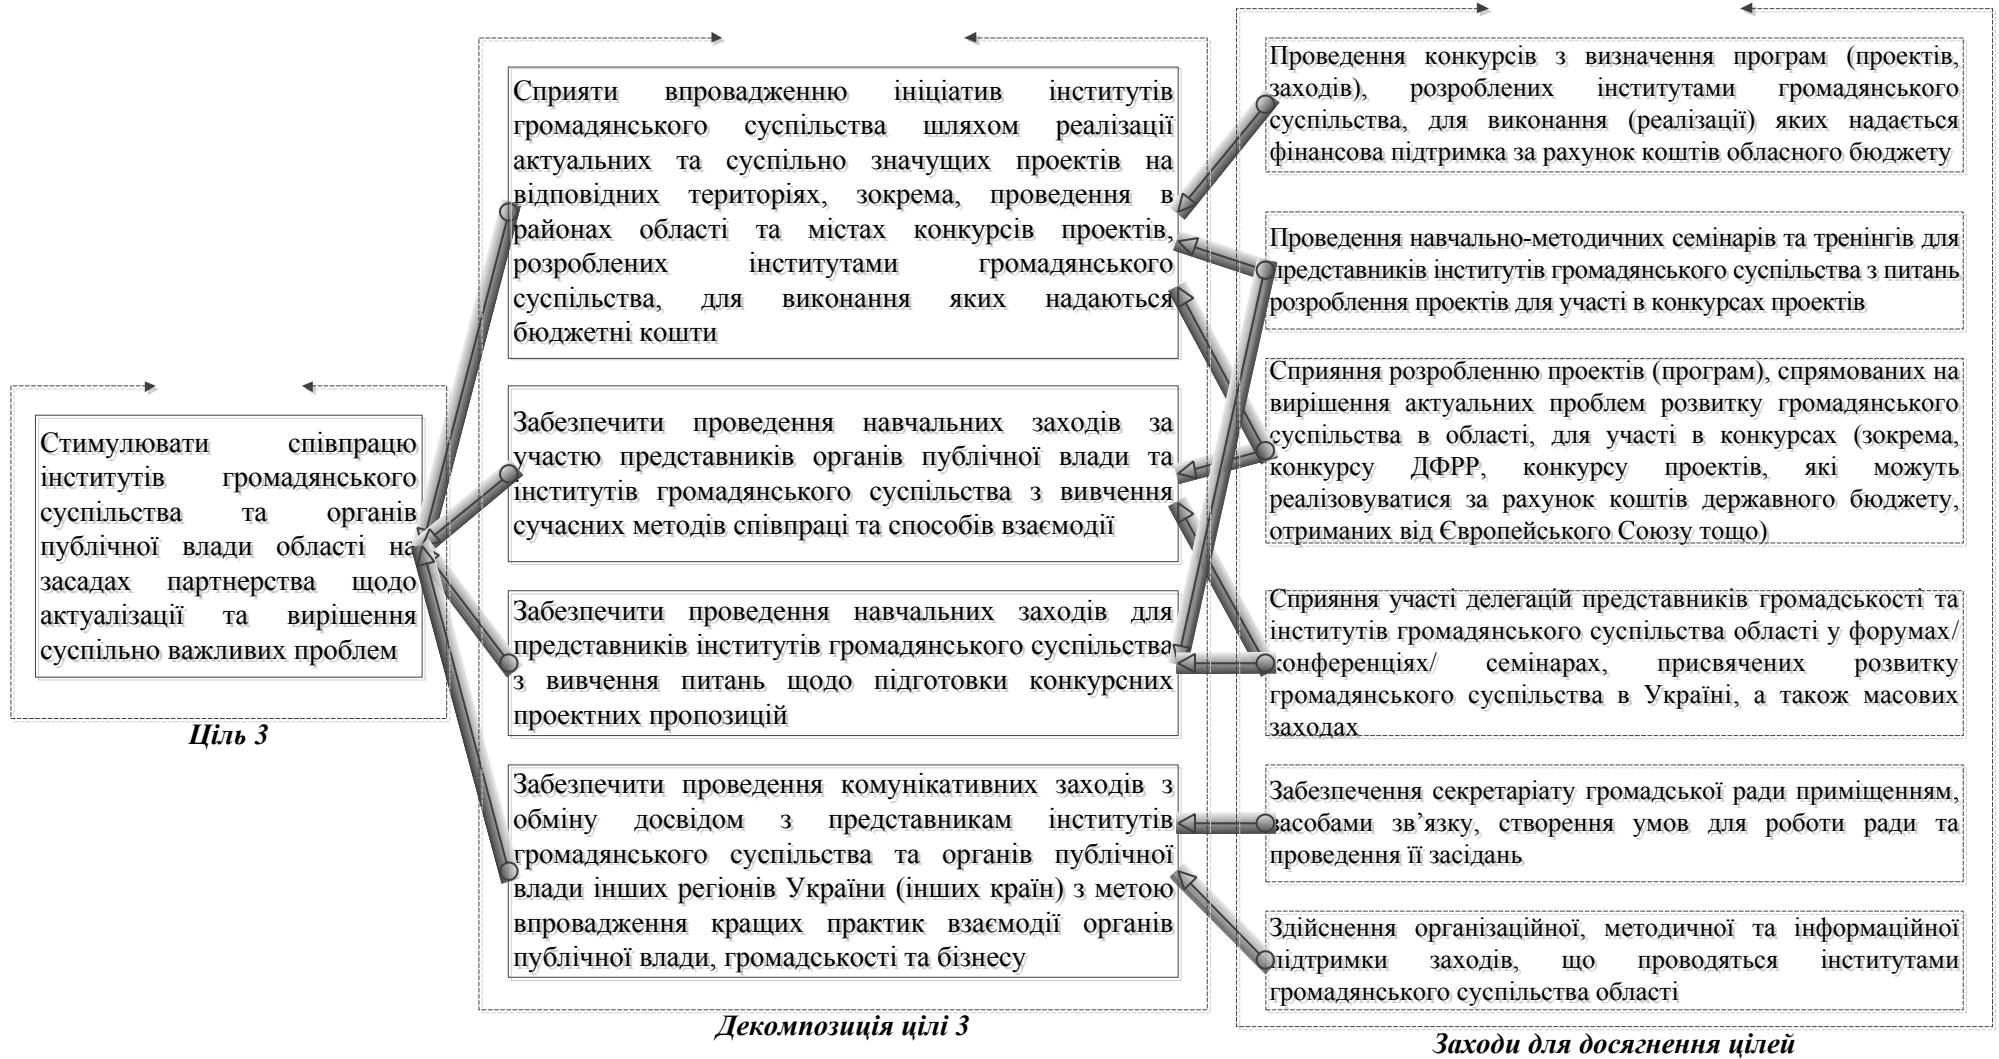 Стимулювати співпрацю
інститутів громадянського
суспільства та органів
публічної влади області на
засадах партнерства щодо
актуалізації та вирішення
суспільно важливих проблем
Ціль 3
Сприяти впровадженню ініціатив інститутів
громадянського суспільства шляхом реалізації
актуальних та суспільно значущих проектів на
відповідних територіях, зокрема, проведення в
районах області та містах конкурсів проектів,
розроблених інститутами громадянського
суспільства, для виконання яких надаються
бюджетні кошти
Забезпечити проведення навчальних заходів за
участю представників органів публічної влади та
інститутів громадянського суспільства з вивчення
сучасних методів співпраці та способів взаємодії
Забезпечити проведення навчальних заходів для
представників інститутів громадянського суспільства
з вивчення питань щодо підготовки конкурсних
проектних пропозицій
Забезпечити проведення комунікативних заходів з
обміну досвідом з представникам інститутів
громадянського суспільства та органів публічної
влади інших регіонів України (інших країн) з метою
впровадження кращих практик взаємодії органів
публічної влади, громадськості та бізнесу
Декомпозиція цілі 3
Проведення конкурсів з визначення програм (проектів,
заходів), розроблених інститутами громадянського
суспільства, для виконання (реалізації) яких надається
фінансова підтримка за рахунок коштів обласного бюджету
Проведення навчально-методичних семінарів та тренінгів для
представників інститутів громадянського суспільства з питань
розроблення проектів для участі в конкурсах проектів
Сприяння розробленню проектів (програм), спрямованих на
вирішення актуальних проблем розвитку громадянського
суспільства в області, для участі в конкурсах (зокрема,
конкурсу ДФРР, конкурсу проектів, які можуть
реалізовуватися за рахунок коштів державного бюджету,
отриманих від Європейського Союзу тощо)
Сприяння участі делегацій представників громадськості та
інститутів громадянського суспільства області у форумах/
конференціях/ семінарах, присвячених розвитку
громадянського суспільства в Україні, а також масових
заходах
Забезпечення секретаріату громадської ради приміщенням,
засобами зв’язку, створення умов для роботи ради та
проведення її засідань
Здійснення організаційної, методичної та інформаційної
підтримки заходів, що проводяться інститутами
громадянського суспільства області
Заходи для досягнення цілей